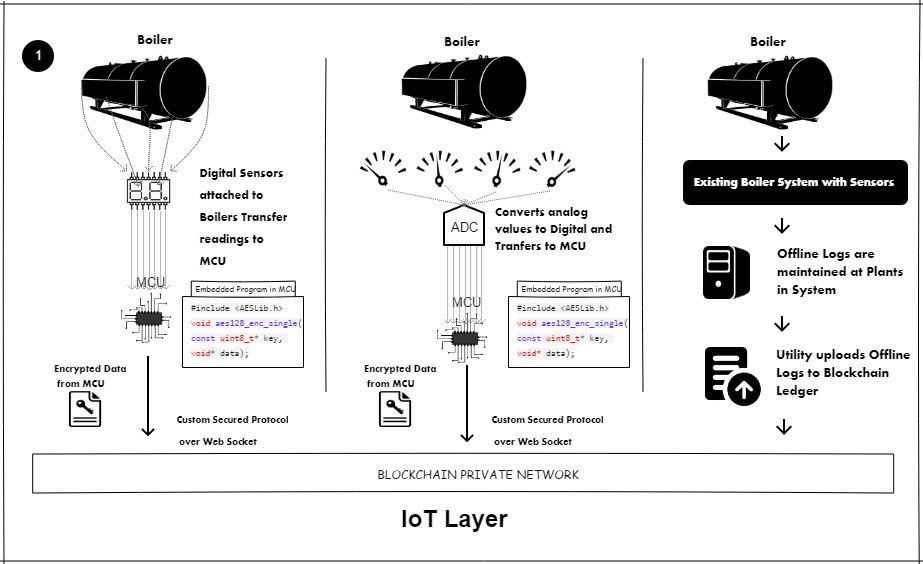 1
Boiler
Digital Sensors
attached to
Boilers Transfer
readings to
MCU
MCU
Embedded Program in MCU
#include <AESLib.h>
void aes128_enc_single(
const uint8_t* key,
void* data);
Encrypted Data
from MCU
Custom Secured Protocol
over Web Socket
Boiler
ADC
Converts analog
values to Digital and
Tranfers to MCU
MCU
Embedded Program in MCU
#include <AESLib.h>
void aes128_enc_single(
const uint8_t* key,
void* data);
Encrypted Data
from MCU
Custom Secured Protocol
over Web Socket
Boiler
Existing Boiler System with Sensors
Offline Logs are
maintained at Plants
in System
Utility uploads Offline
Logs to Blockchain
Ledger
BLOCKCHAIN PRIVATE NETWORK
IoT Layer